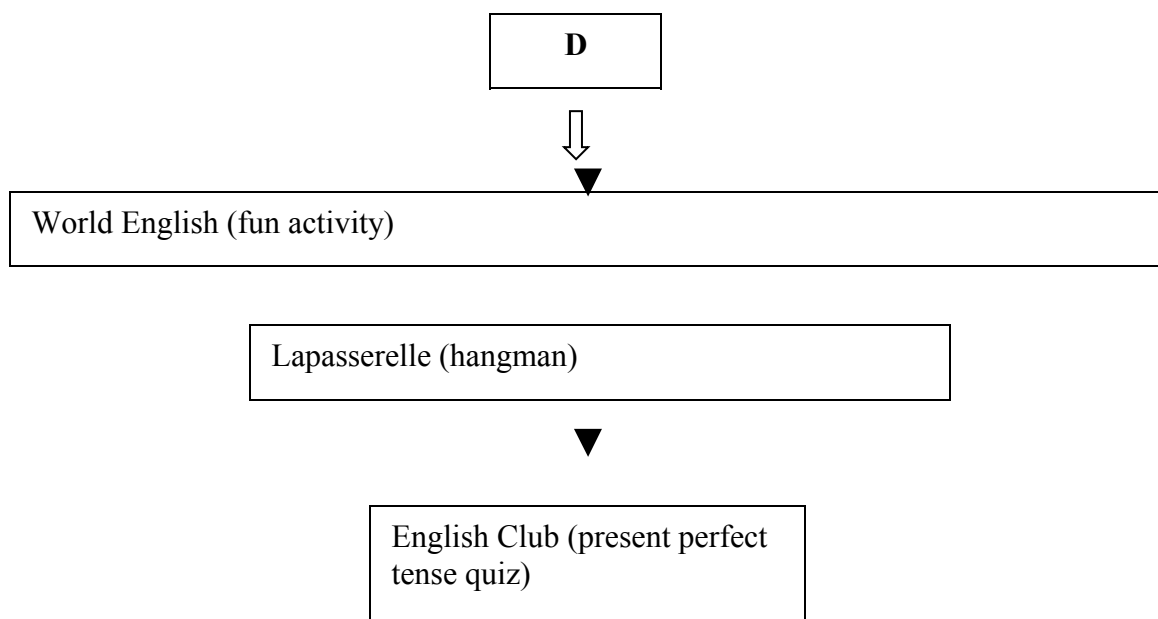 D
World English (fun activity)
Lapasserelle (hangman)
English Club (present perfect
tense quiz)